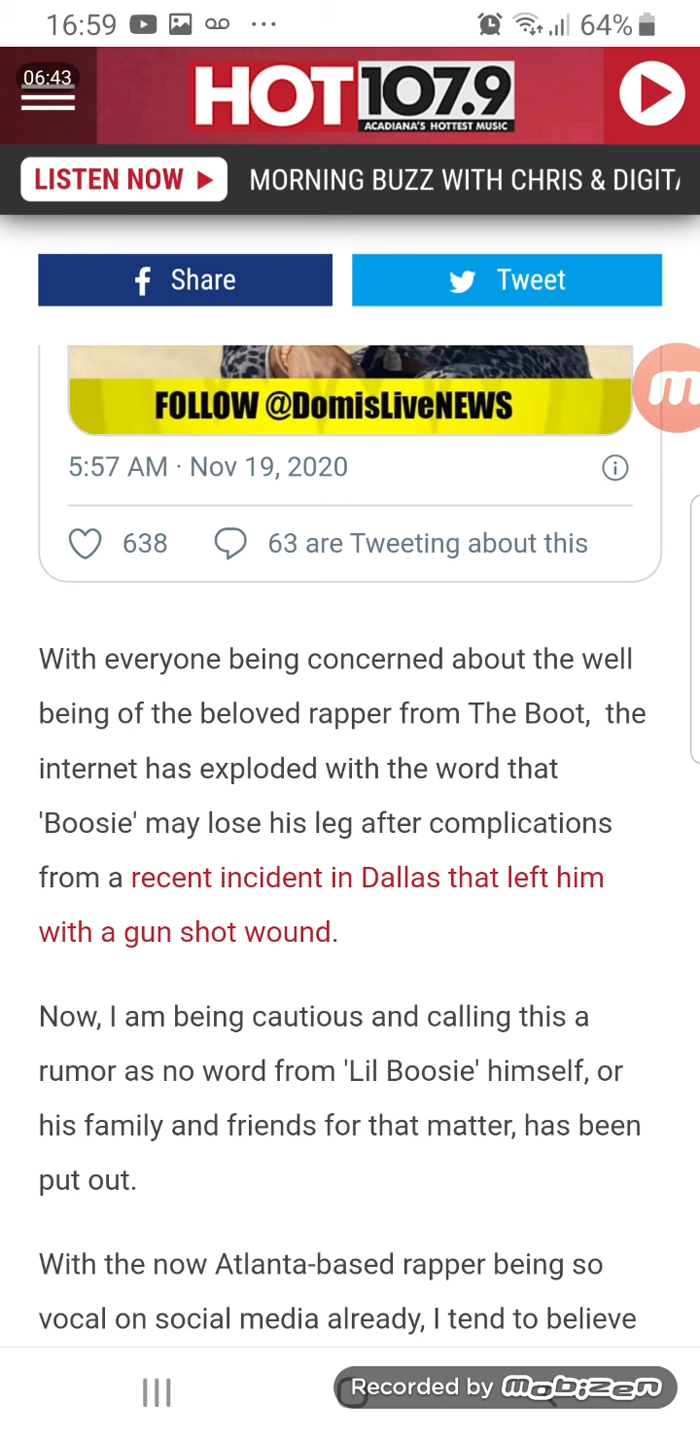 16:59 64%
06:43
HOT 107.9
ACADIANA'S HOTTEST MUSIC
LISTEN NOW MORNING BUZZ WITH CHRIS & DIGIT
Share Tweet
FOLLOW @DomisLiveNEWS
5:57 AM · Nov 19, 2020
638 63 are Tweeting about this
With everyone being concerned about the well
being of the beloved rapper from The Boot, the
internet has exploded with the word that
'Boosie' may lose his leg after complications
from a recent incident in Dallas that left him
with a gun shot wound.
Now, I am being cautious and calling this a
rumor as no word from 'Lil Boosie' himself, or
his family and friends for that matter, has been
put out.
With the now Atlanta-based rapper being so
vocal on social media already, I tend to believe
Recorded by mobizen